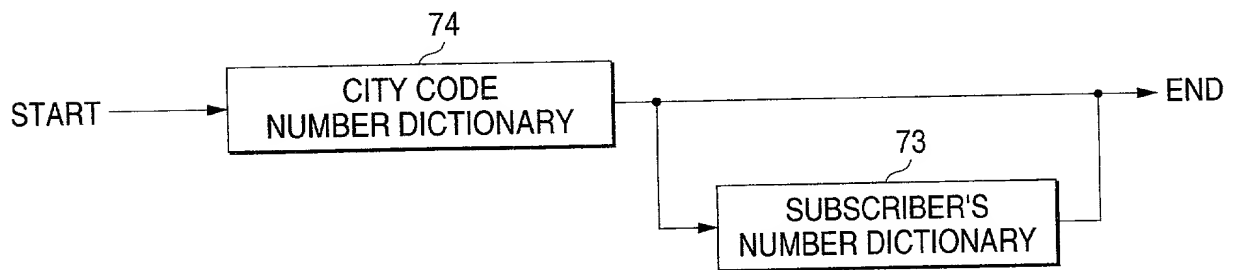 74
START
CITY CODE
NUMBER DICTIONARY
END
73
SUBSCRIBER'S
NUMBER DICTIONARY